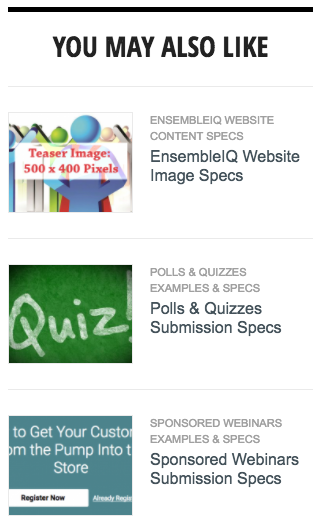 YOU MAY ALSO LIKE
Teaser Image:
500 x 400 Pixels
ENSEMBLEIQ WEBSITE
CONTENT SPECS
EnsembleIQ Website
Image Specs
Quiz!
POLLS & QUIZZES
EXAMPLES & SPECS
Polls & Quizzes
Submission Specs
to Get Your Custom
om the Pump Into t
Store
Register Now
Already Regis
SPONSORED WEBINARS
EXAMPLES & SPECS
Sponsored Webinars
Submission Specs